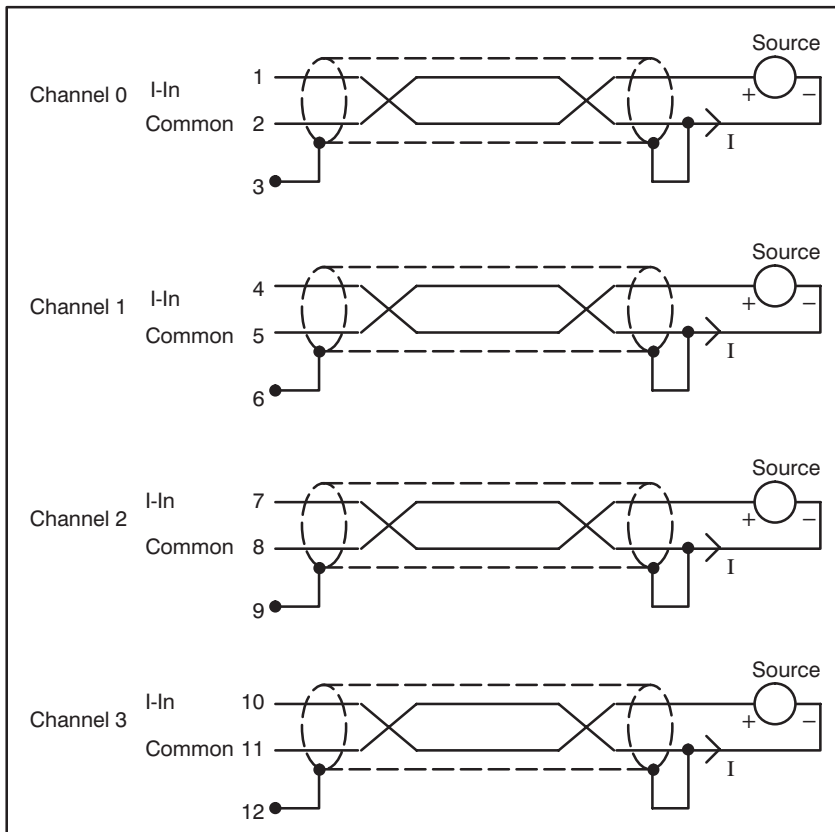 Source
Channel 0 I-In 1 + −
Common 2 I
3
Source
Channel 1 I-In 4 + −
Common 5 I
6
Source
Channel 2 I-In 7 + −
Common 8 I
9
Source
Channel 3 I-In 10 + −
Common 11 I
12